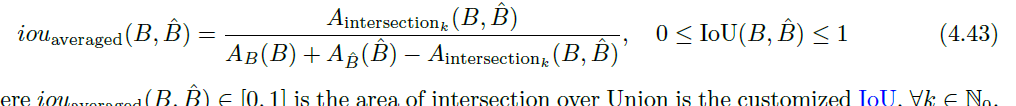 iou_averaged(B, B̂) = A_intersection_k(B, B̂) / (A_B(B) + A_B̂(B̂) − A_intersection_k(B, B̂)), 0 ≤ IoU(B, B̂) ≤ 1 (4.43)
ere iou_averaged(B, B̂) ∈ [0, 1] is the area of intersection over Union is the customized IoU, ∀k ∈ ℕ₀.